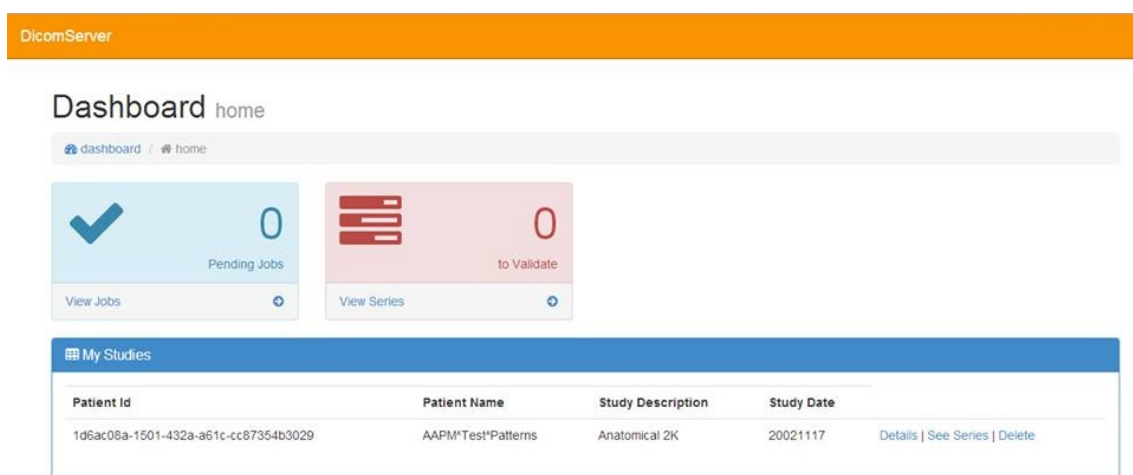 DicomServer
Dashboard home
dashboard / home
0 0
Pending Jobs to Validate
View Jobs View Series
My Studies
Patient Id Patient Name Study Description Study Date
1d6ac08a-1501-432a-a61c-cc87354b3029 AAPM^Test^Patterns Anatomical 2K 20021117 Details | See Series | Delete